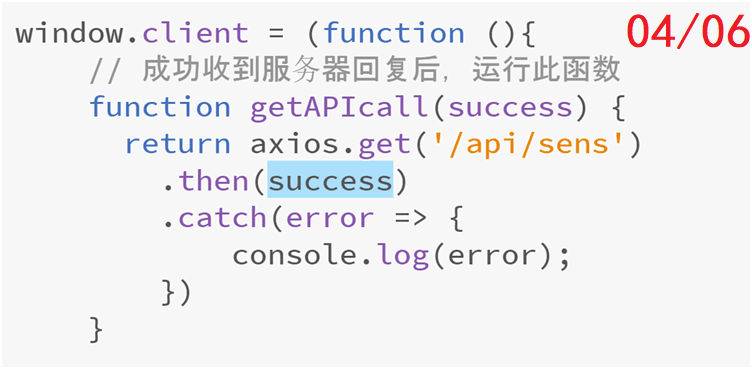 window.client = (function (){
04/06
// 成功收到服务器回复后，运行此函数
function getAPIcall(success) {
return axios.get('/api/sens')
.then(success)
.catch(error => {
console.log(error);
})
}